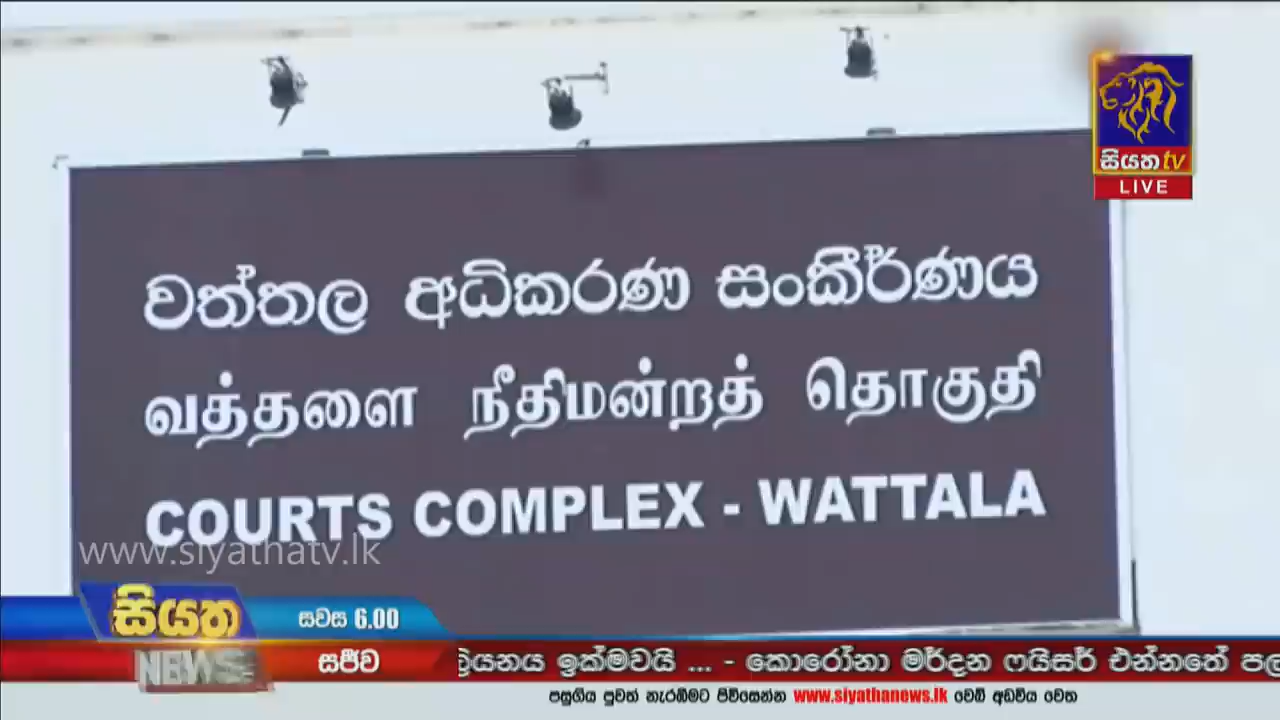 සියත tv
LIVE
වත්තල අධිකරණ සංකීර්ණය
வத்தளை நீதிமன்றத் தொகுதி
COURTS COMPLEX - WATTALA
www.siyathatv.lk
සියත
සවස 6.00
NEWS
සජීව
ඉක්මවයි ... - කොරෝනා මර්දන ෆයිසර් එන්නතේ
පසුගිය පුවත් නැරඹීමට පිවිසෙන්න www.siyathanews.lk වෙබ් අඩවිය වෙත